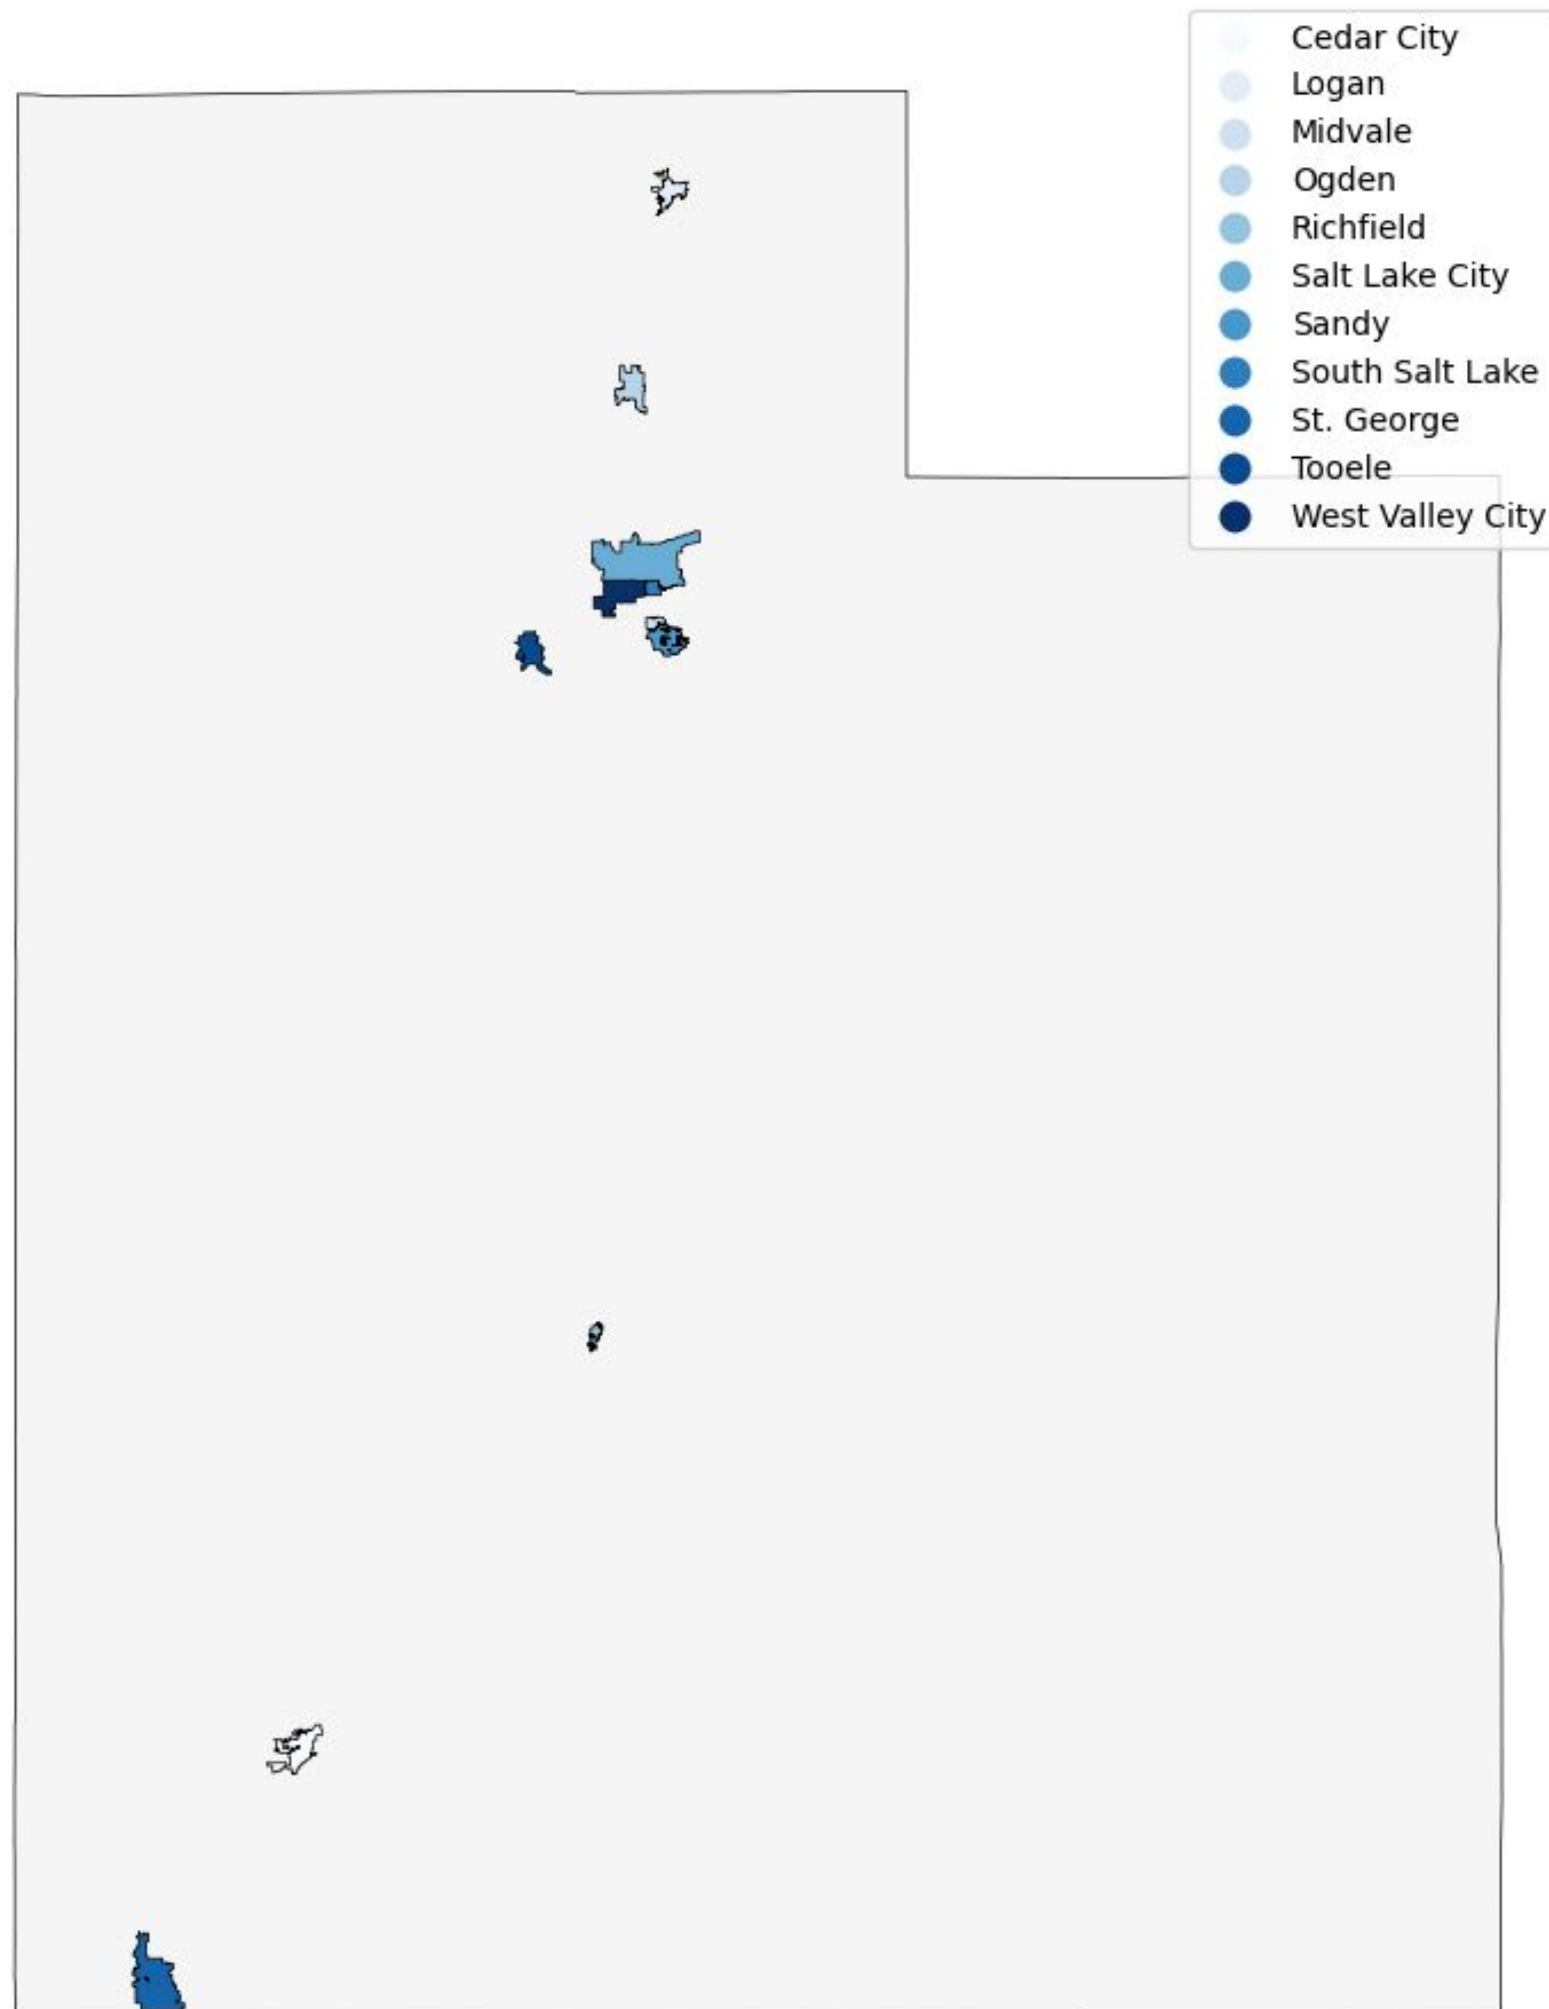 Cedar City
Logan
Midvale
Ogden
Richfield
Salt Lake City
Sandy
South Salt Lake
St. George
Tooele
West Valley City